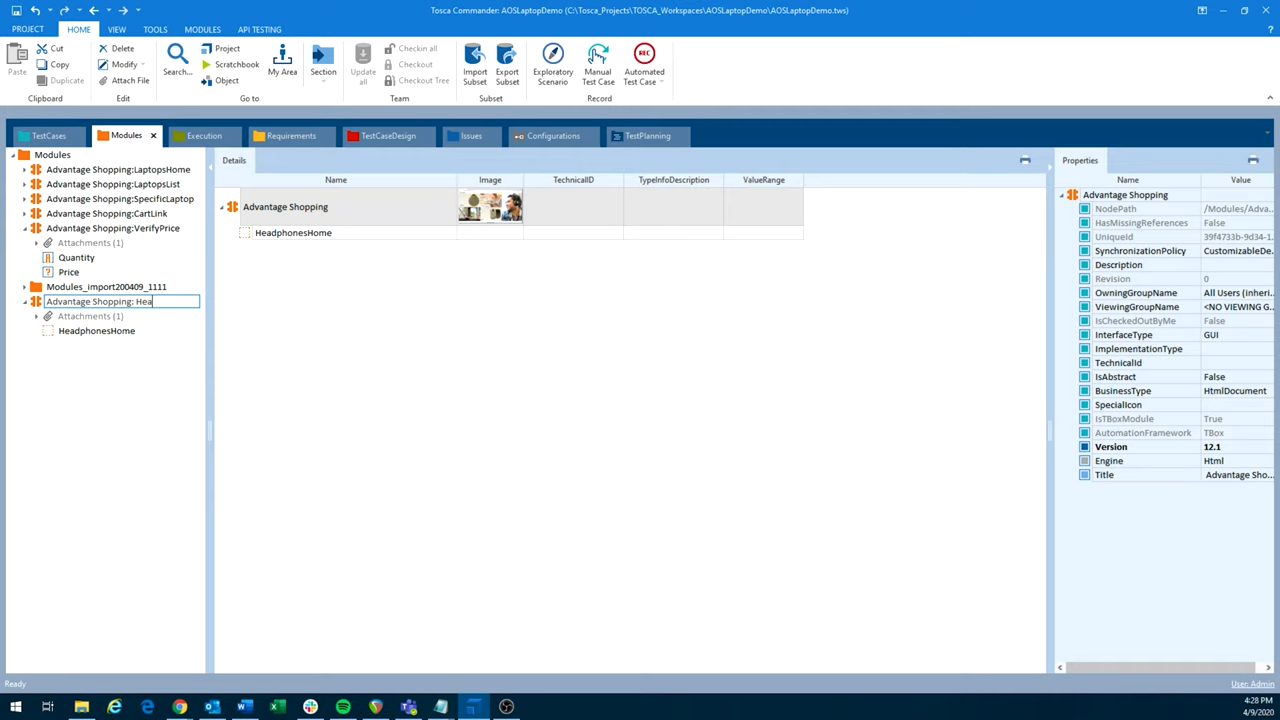 Tosca Commander: AOSLaptopDemo (C:\Tosca_Projects\TOSCA_Workspaces\AOSLaptopDemo\AOSLaptopDemo.tws)
PROJECT HOME VIEW TOOLS MODULES API TESTING
Paste
Cut
Copy
Duplicate
Clipboard
Delete
Modify
Attach File
Edit
Search...
Project
Scratchbook
Object
My Area
Section
Go to
Update all
Checkin all
Checkout
Checkout Tree
Team
Import Subset
Export Subset
Subset
Exploratory Scenario
Manual Test Case
REC
Automated Test Case
Record
TestCases Modules Execution Requirements TestCaseDesign Issues Configurations TestPlanning
Modules
Advantage Shopping:LaptopsHome
Advantage Shopping:LaptopsList
Advantage Shopping:SpecificLaptop
Advantage Shopping:CartLink
Advantage Shopping:VerifyPrice
Attachments (1)
Quantity
Price
Modules_import200409_1111
Advantage Shopping: Hea
Attachments (1)
HeadphonesHome
Details
Name Image TechnicalID TypeInfoDescription ValueRange
Advantage Shopping
HeadphonesHome
Properties
Name Value
Advantage Shopping
NodePath /Modules/Adva...
HasMissingReferences False
UniqueId 39f4733b-9d34-1...
SynchronizationPolicy CustomizableDe...
Description
Revision 0
OwningGroupName All Users (inheri...
ViewingGroupName <NO VIEWING G...
IsCheckedOutByMe False
InterfaceType GUI
ImplementationType
TechnicalId
IsAbstract False
BusinessType HtmlDocument
SpecialIcon
IsTBoxModule True
AutomationFramework TBox
Version 12.1
Engine Html
Title Advantage Sho...
Ready
User: Admin
4:28 PM
4/9/2020